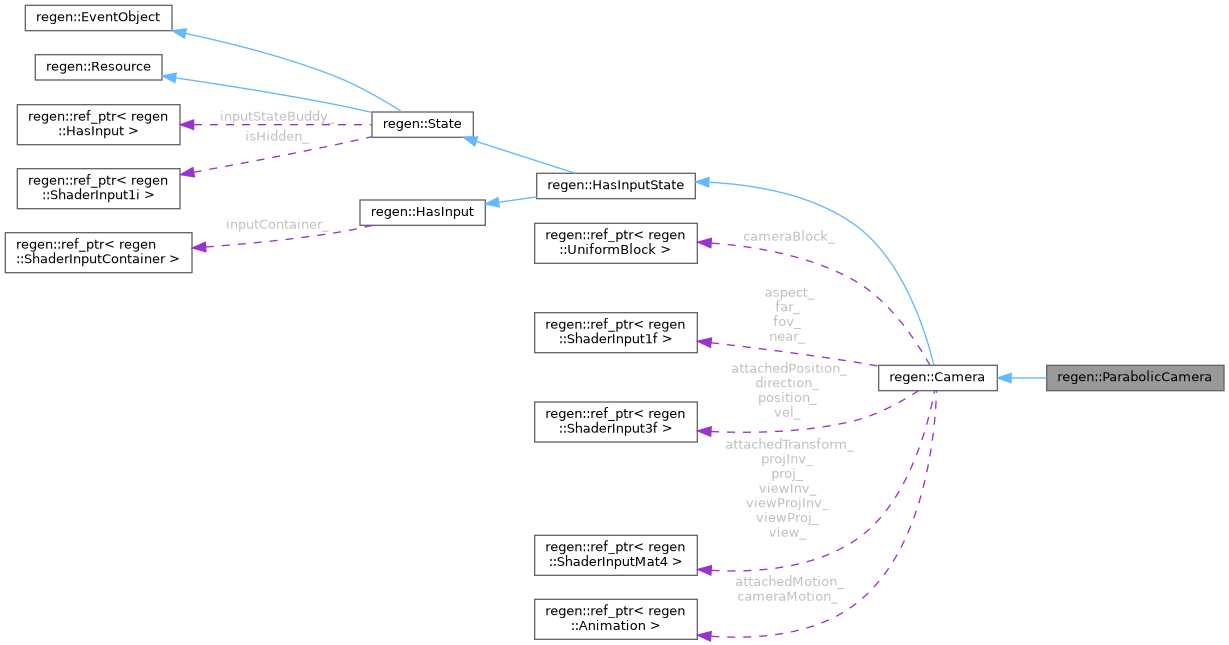 regen::EventObject
regen::Resource
regen::ref_ptr< regen
::HasInput >
inputStateBuddy_
isHidden_
regen::State
regen::ref_ptr< regen
::ShaderInput1i >
regen::HasInputState
regen::HasInput
inputContainer_
regen::ref_ptr< regen
::ShaderInputContainer >
regen::ref_ptr< regen
::UniformBlock >
cameraBlock_
aspect_
far_
fov_
near_
regen::ref_ptr< regen
::ShaderInput1f >
attachedPosition_
direction_
position_
vel_
regen::Camera
regen::ParabolicCamera
regen::ref_ptr< regen
::ShaderInput3f >
attachedTransform_
projInv_
proj_
viewInv_
viewProjInv_
viewProj_
view_
regen::ref_ptr< regen
::ShaderInputMat4 >
attachedMotion_
cameraMotion_
regen::ref_ptr< regen
::Animation >